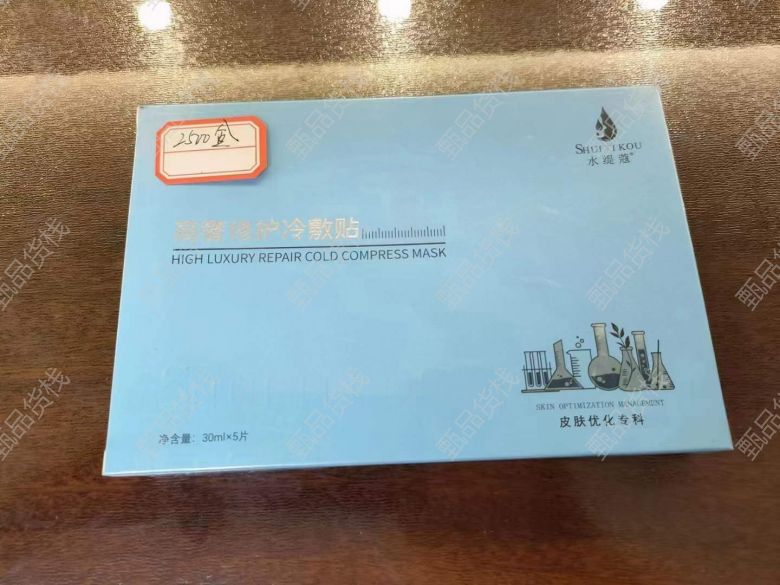 2500盒
SHUITIKOU
水缇蔻®
高奢修护冷敷贴
HIGH LUXURY REPAIR COLD COMPRESS MASK
SKIN OPTIMIZATION MANAGEMENT
皮肤优化专科
净含量：30ml×5片
甄品货栈